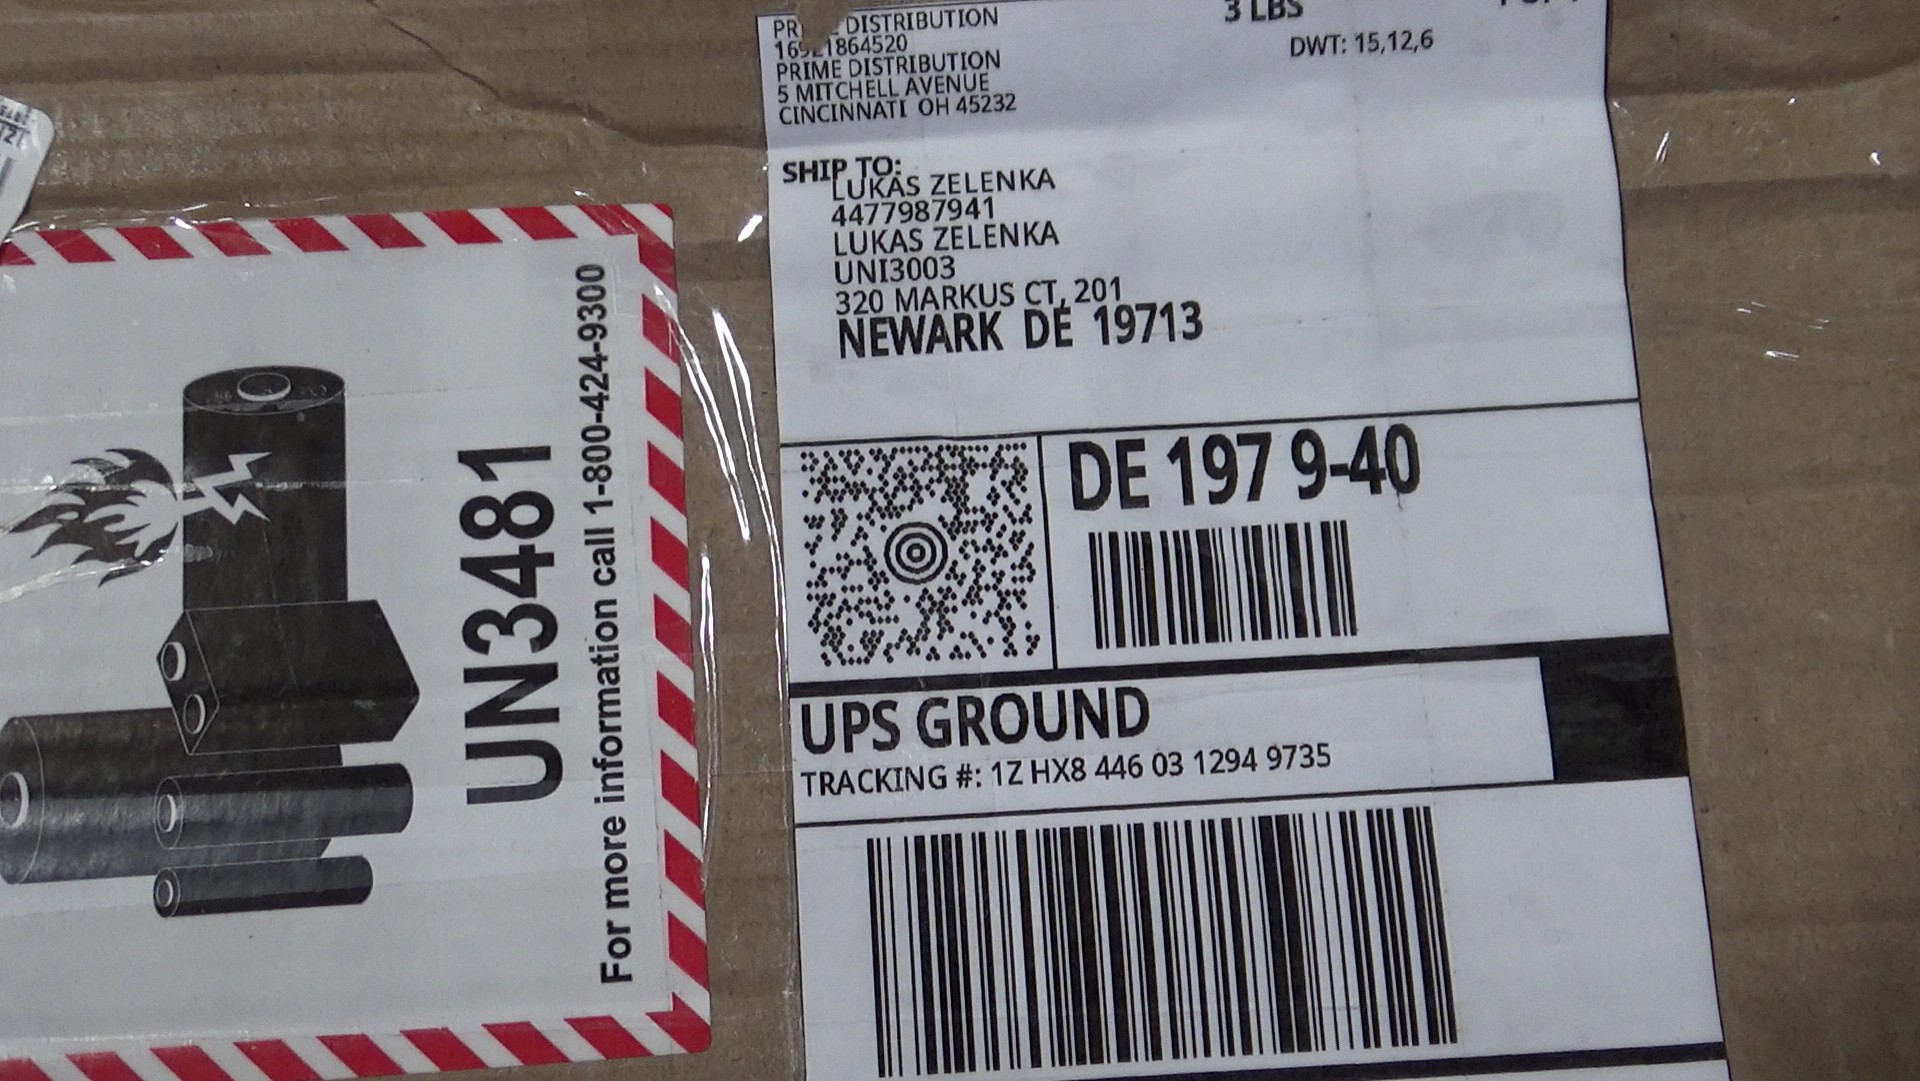 DISTRIBUTION
PRIME DISTRIBUTION
5 MITCHELL AVENUE
CINCINNATI OH 45232
3 LBS
DWT: 15,12,6
SHIP TO:
LUKAS ZELENKA
4477987941
LUKAS ZELENKA
UNI3003
320 MARKUS CT, 201
NEWARK DE 19713
DE 197 9-40
UPS GROUND
TRACKING #: 1Z HX8 446 03 1294 9735
UN3481
For more information call 1-800-424-9300